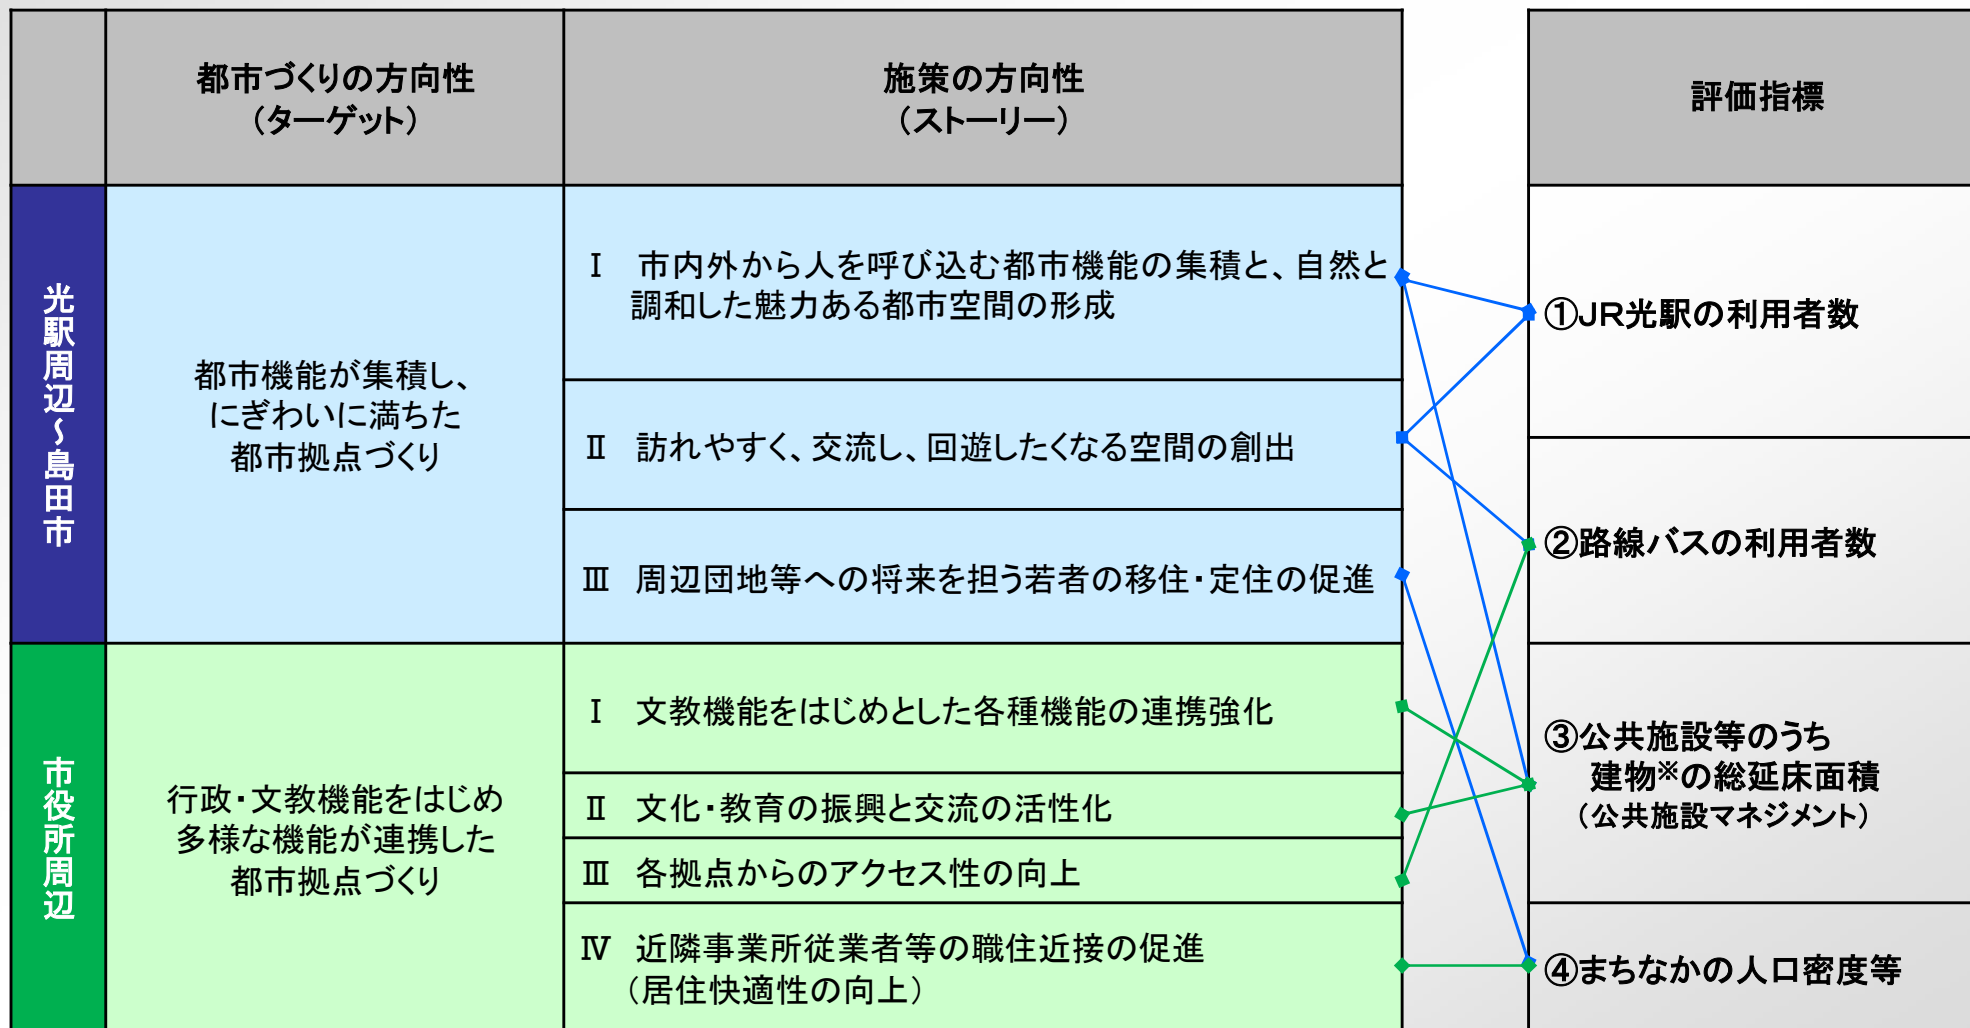 都市づくりの方向性
（ターゲット）
施策の方向性
（ストーリー）
評価指標
光駅周辺～島田市
都市機能が集積し、
にぎわいに満ちた
都市拠点づくり
Ⅰ　市内外から人を呼び込む都市機能の集積と、自然と
調和した魅力ある都市空間の形成
Ⅱ　訪れやすく、交流し、回遊したくなる空間の創出
Ⅲ　周辺団地等への将来を担う若者の移住・定住の促進
①ＪＲ光駅の利用者数
②路線バスの利用者数
市役所周辺
行政・文教機能をはじめ
多様な機能が連携した
都市拠点づくり
Ⅰ　文教機能をはじめとした各種機能の連携強化
Ⅱ　文化・教育の振興と交流の活性化
Ⅲ　各拠点からのアクセス性の向上
Ⅳ　近隣事業所従業者等の職住近接の促進
（居住快適性の向上）
③公共施設等のうち
建物※の総延床面積
（公共施設マネジメント）
④まちなかの人口密度等